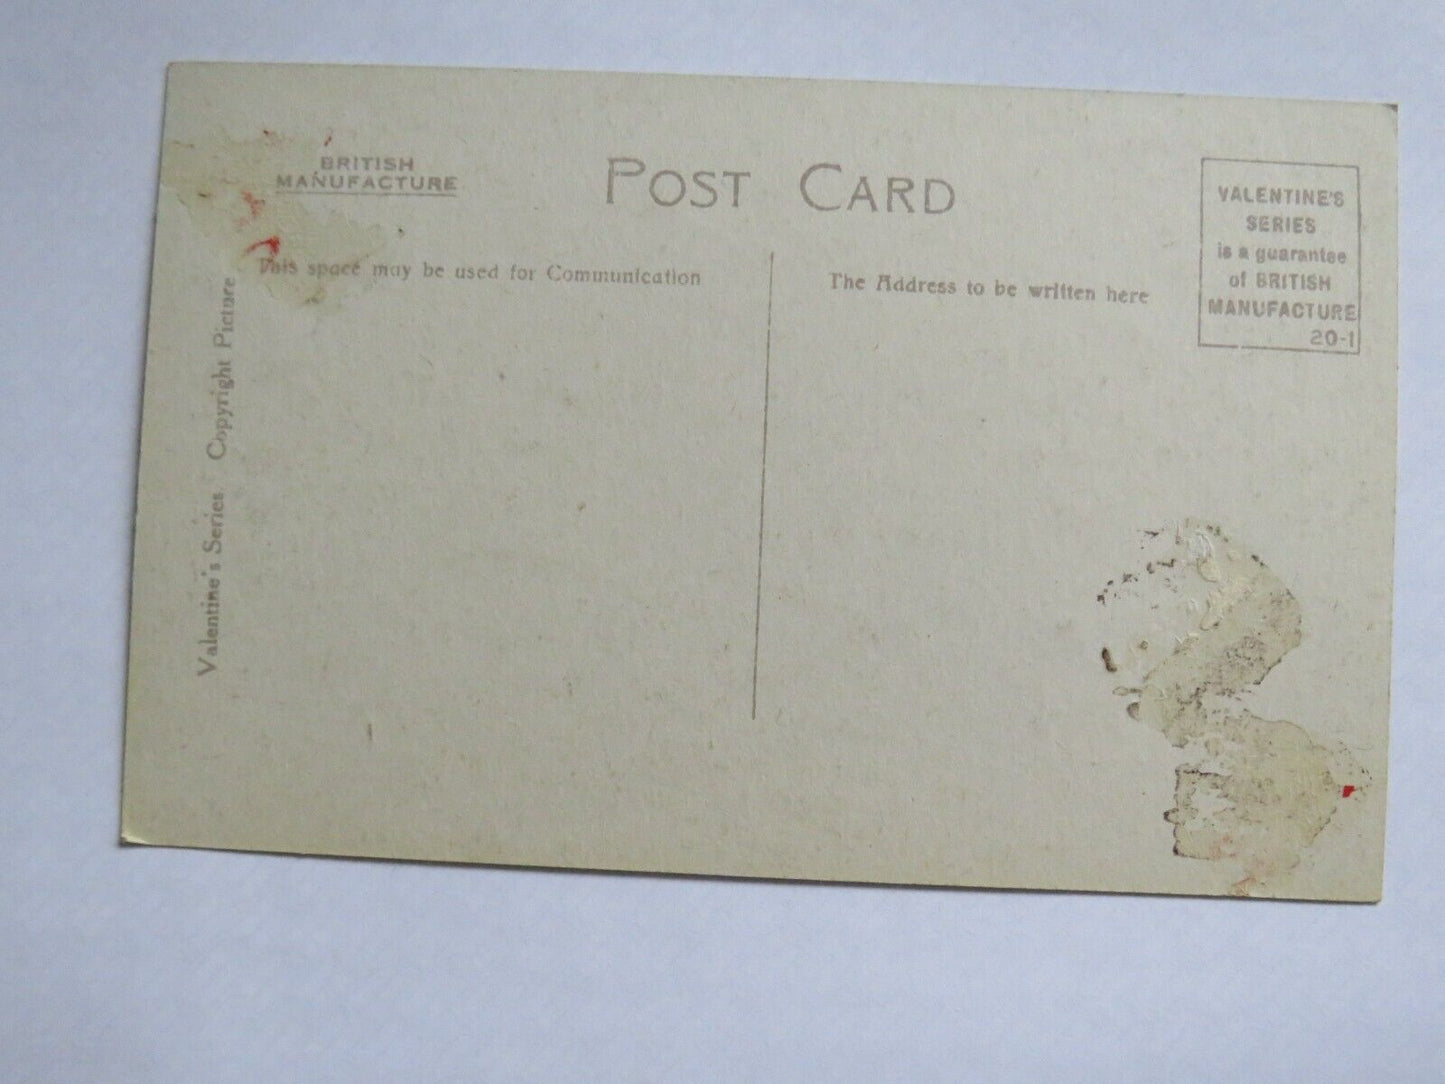 BRITISH
MANUFACTURE
POST CARD
VALENTINE'S
SERIES
is a guarantee
of BRITISH
MANUFACTURE
20-1
This space may be used for Communication
The Address to be written here
Valentine's Series Copyright Picture